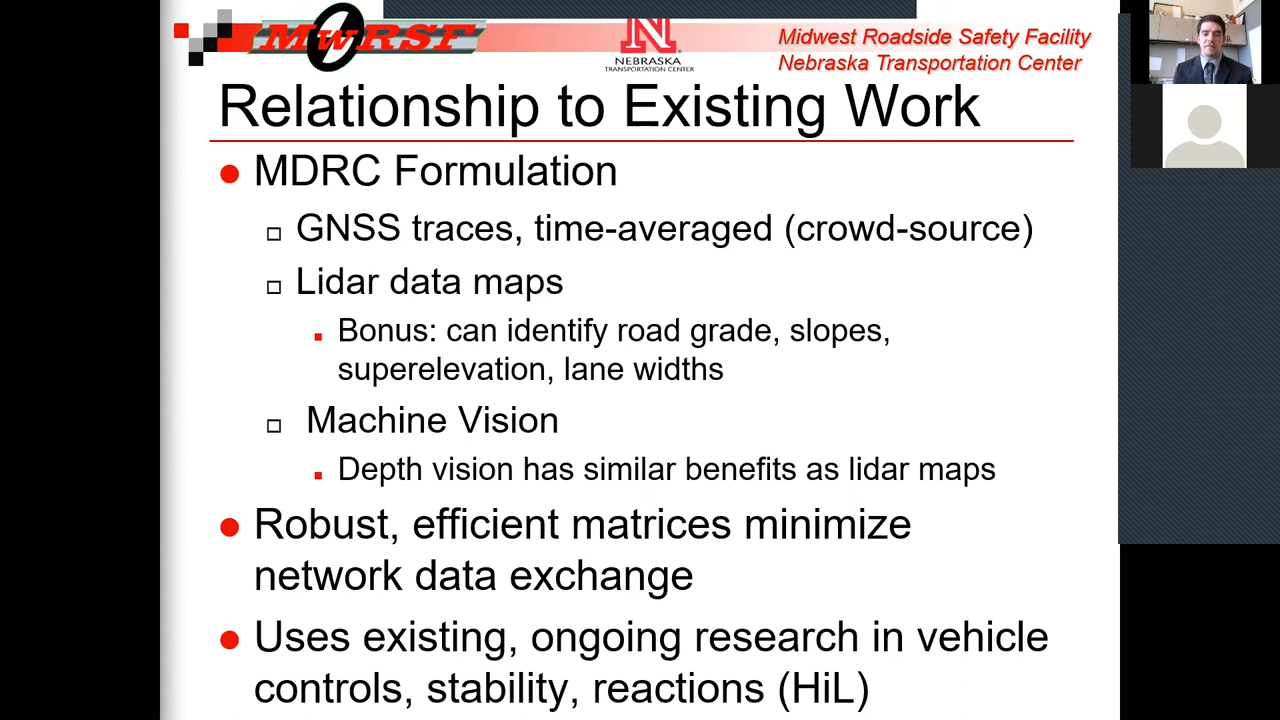 MWRSF
N
NEBRASKA
TRANSPORTATION CENTER
Midwest Roadside Safety Facility
Nebraska Transportation Center
Relationship to Existing Work
MDRC Formulation
GNSS traces, time-averaged (crowd-source)
Lidar data maps
Bonus: can identify road grade, slopes,
superelevation, lane widths
Machine Vision
Depth vision has similar benefits as lidar maps
Robust, efficient matrices minimize
network data exchange
Uses existing, ongoing research in vehicle
controls, stability, reactions (HiL)